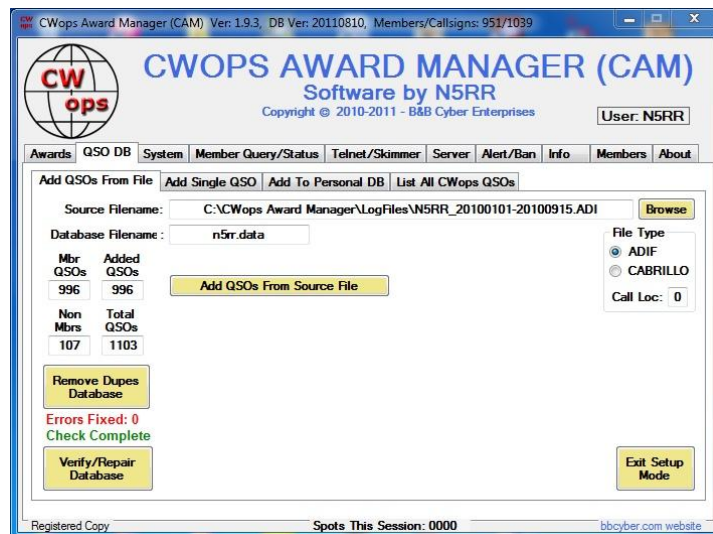 CWops Award Manager (CAM) Ver: 1.9.3, DB Ver: 20110810, Members/Callsigns: 951/1039
CW
ops
CWOPS AWARD MANAGER (CAM)
Software by N5RR
Copyright @ 2010-2011 - B&B Cyber Enterprises
User: N5RR
Awards QSO DB System Member Query/Status Telnet/Skimmer Server Alert/Ban Info Members About
Add QSOs From File Add Single QSO Add To Personal DB List All CWops QSOs
Source Filename: C:\CWops Award Manager\LogFiles\N5RR_20100101-20100915.ADI Browse
Database Filename: n5rr.data
File Type
ADIF
CABRILLO
Call Loc: 0
Mbr QSOs
Added QSOs
996 996
Add QSOs From Source File
Non Mbrs
Total QSOs
107 1103
Remove Dupes
Database
Errors Fixed: 0
Check Complete
Verify/Repair
Database
Exit Setup
Mode
Registered Copy Spots This Session: 0000 bbcyber.com website